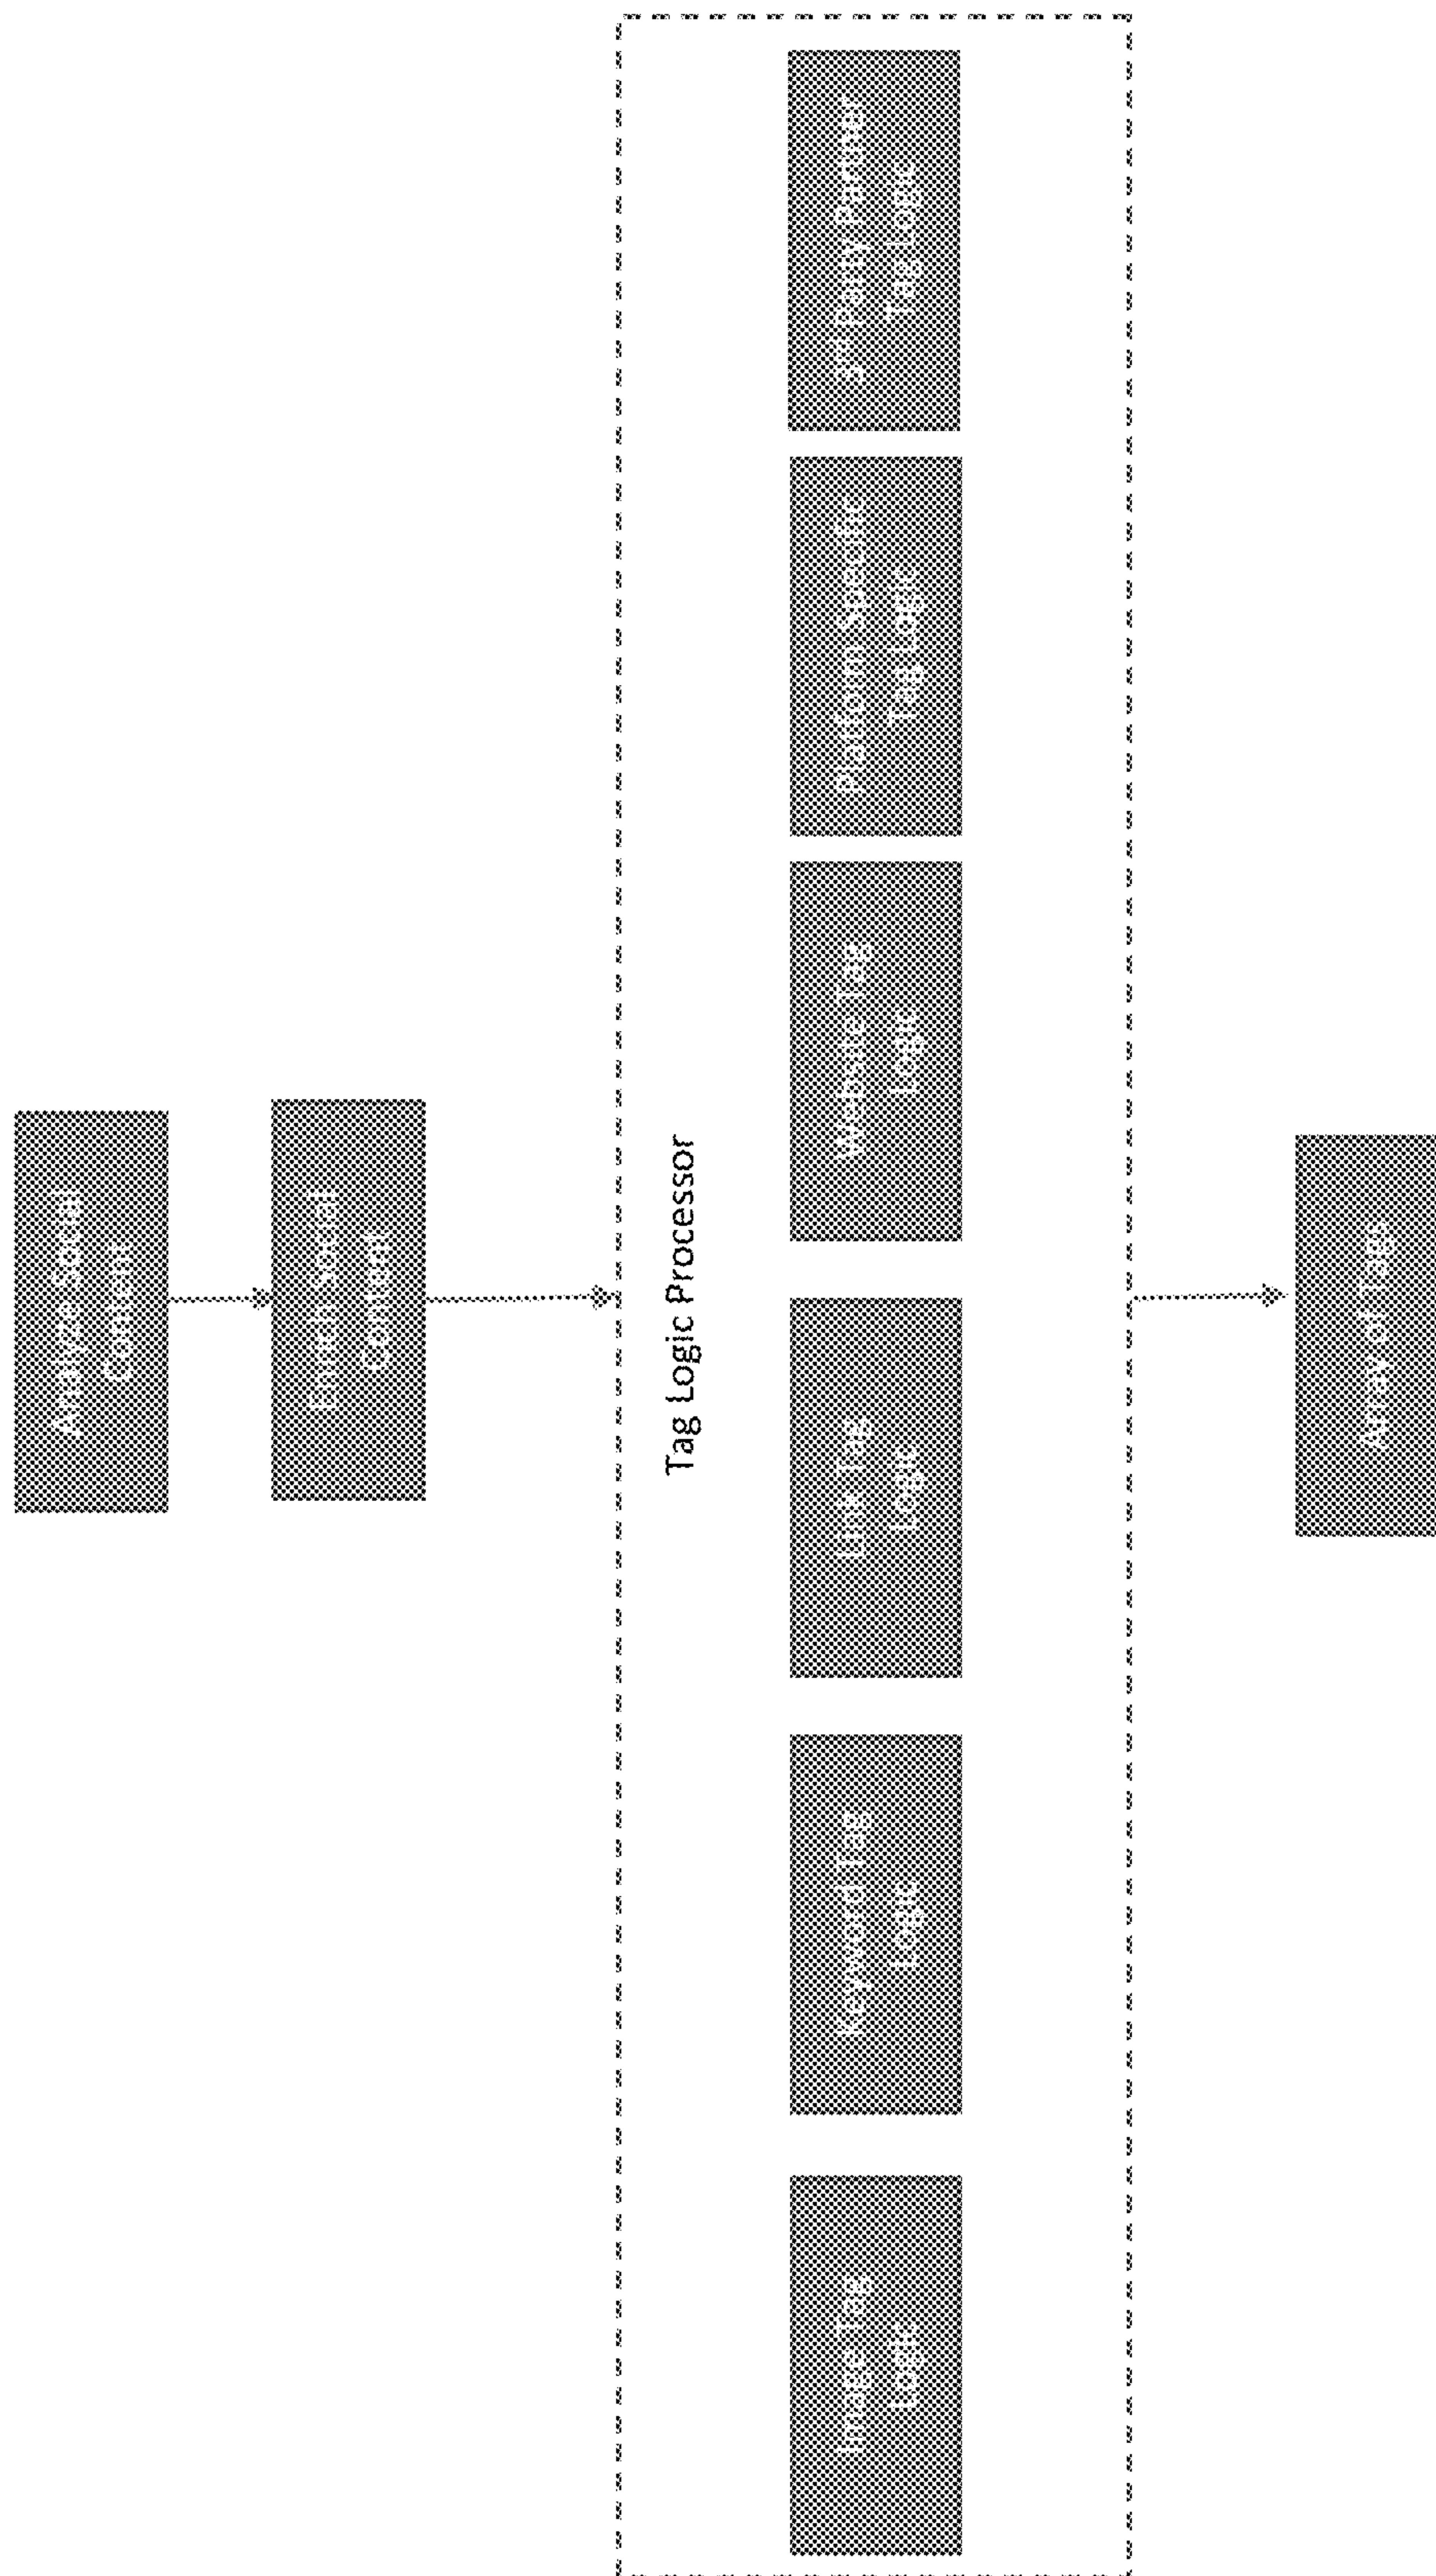 Analyze Social
Content
Enrich Social
Content
Tag Logic Processor
Image Tag
Logic
Keyword Tag
Logic
Link Tag
Logic
Website Tag
Logic
Platform Specific
Tag Logic
3rd Party Partner
Tag Logic
Array of Tags